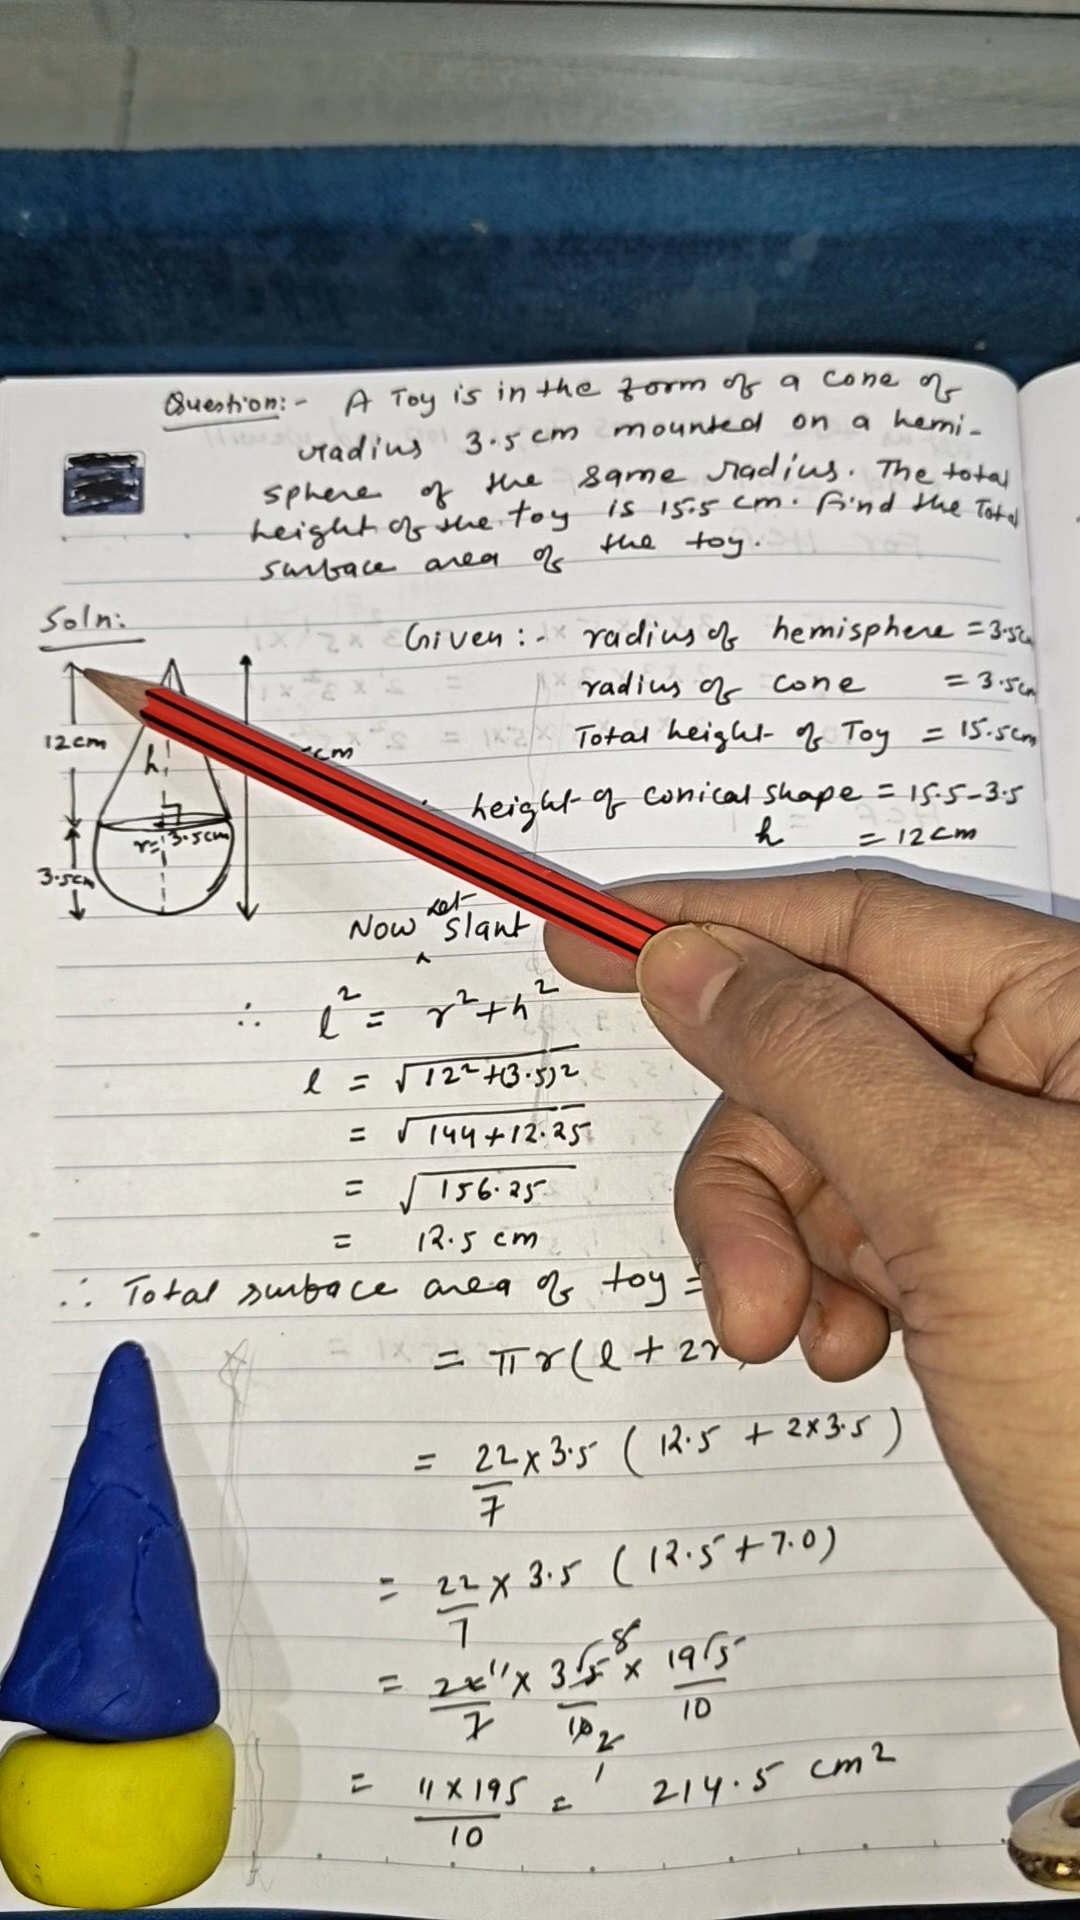 Question:- A Toy is in the form of a cone of
radius 3.5 cm mounted on a hemi-
sphere of the same radius. The total
height of the toy is 15.5 cm. Find the Total
surface area of the toy.
Soln:
Given:- radius of hemisphere = 3.5cm
radius of cone = 3.5cm
Total height of Toy = 15.5cm
height of conical shape = 15.5-3.5
h = 12cm
12cm
h
cm
r= 3.5cm
3.5cm
Now let slant
∴ l² = r²+h²
l = √12²+(3.5)²
= √144+12.25
= √156.25
= 12.5 cm
∴ Total surface area of toy =
= πr(l + 2r
= 22/7 × 3.5 (12.5 + 2×3.5)
= 22/7 × 3.5 (12.5+7.0)
= 22/7 11 × 35/10 2 × 195/10
= 11×195/10 = 214.5 cm²